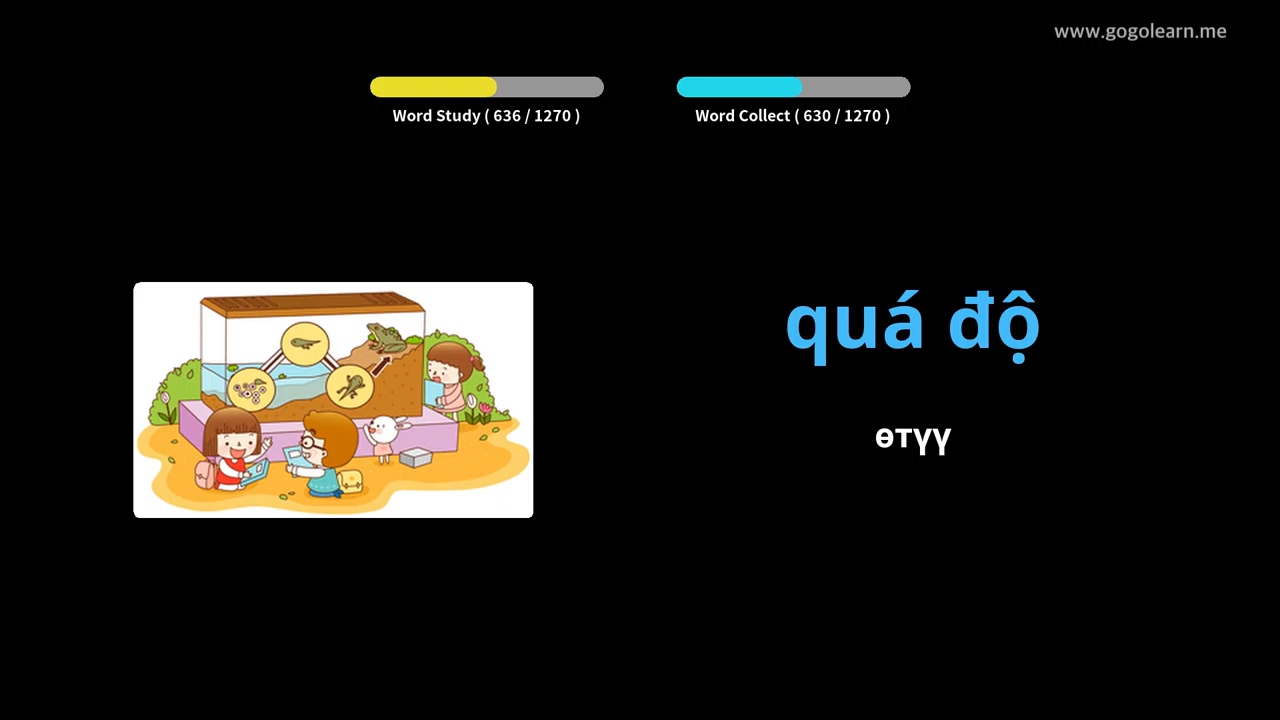 www.gogolearn.me
Word Study ( 636 / 1270 )
Word Collect ( 630 / 1270 )
quá độ
өтүү